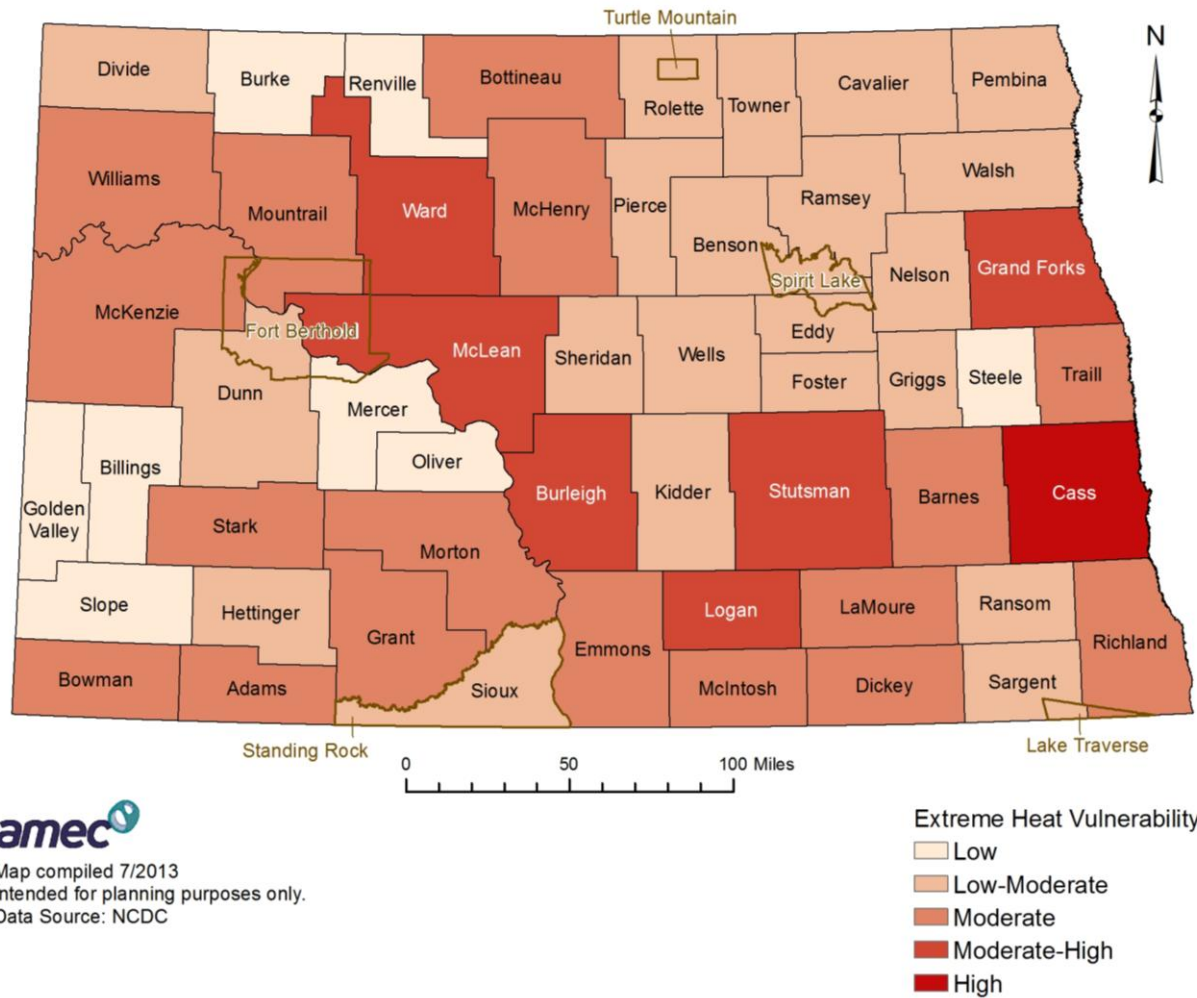 Turtle Mountain
N
Divide
Burke
Renville
Bottineau
Rolette
Towner
Cavalier
Pembina
Williams
Mountrail
Ward
McHenry
Pierce
Benson
Ramsey
Walsh
Spirit Lake
Nelson
Grand Forks
McKenzie
Fort Berthold
McLean
Sheridan
Wells
Eddy
Foster
Griggs
Steele
Traill
Dunn
Mercer
Oliver
Billings
Golden
Valley
Stark
Morton
Burleigh
Kidder
Stutsman
Barnes
Cass
Slope
Hettinger
Grant
Sioux
Emmons
Logan
LaMoure
Ransom
Richland
Bowman
Adams
McIntosh
Dickey
Sargent
Standing Rock
Lake Traverse
0 50 100 Miles
amec
Map compiled 7/2013
intended for planning purposes only.
Data Source: NCDC
Extreme Heat Vulnerability
Low
Low-Moderate
Moderate
Moderate-High
High